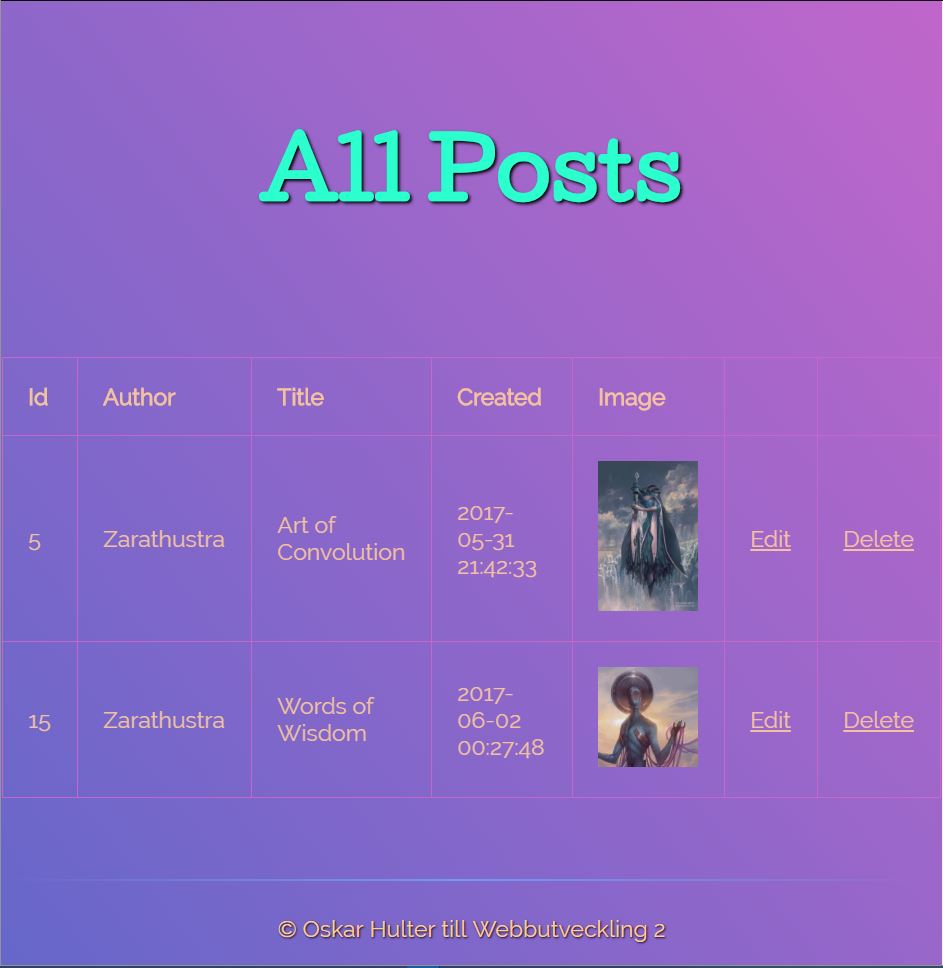 All Posts
Id Author Title Created Image
5 Zarathustra Art of Convolution 2017-05-31 21:42:33 Edit Delete
15 Zarathustra Words of Wisdom 2017-06-02 00:27:48 Edit Delete
© Oskar Hulter till Webbutveckling 2